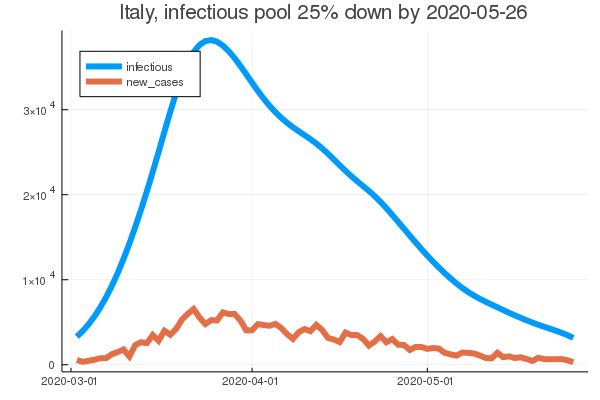 Italy, infectious pool 25% down by 2020-05-26
infectious
new_cases
3×10 4
2×10 4
1×10 4
0
2020-03-01
2020-04-01
2020-05-01